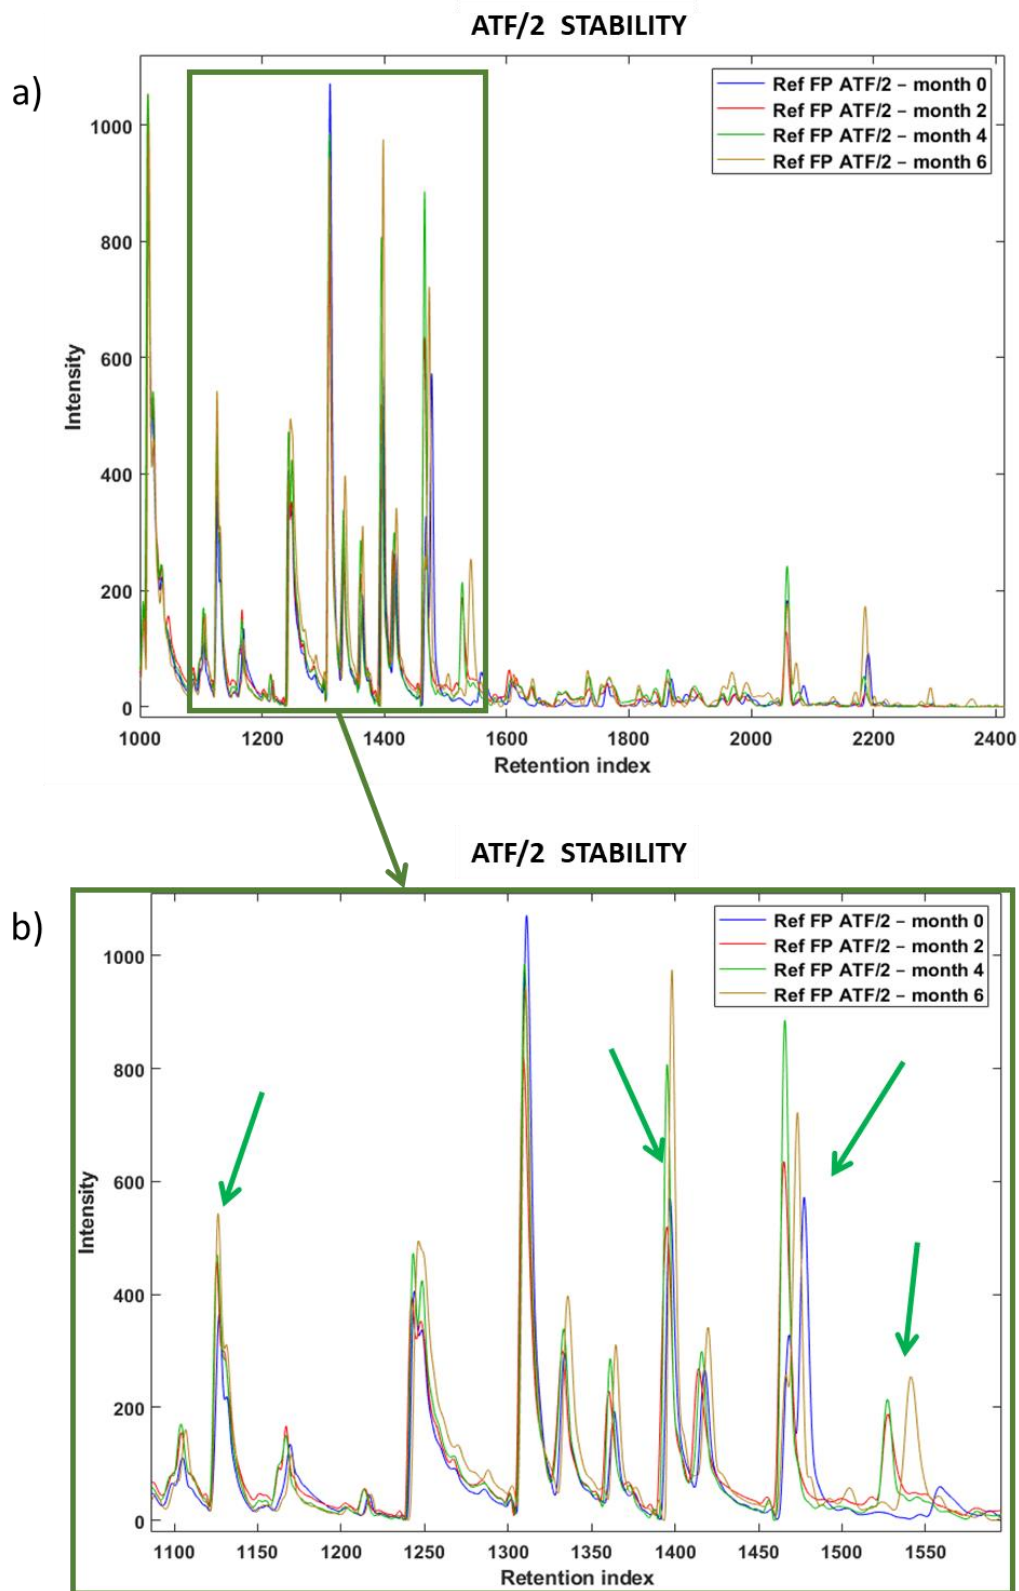 ATF/2 STABILITY
a)
Ref FP ATF/2 – month 0
Ref FP ATF/2 – month 2
Ref FP ATF/2 – month 4
Ref FP ATF/2 – month 6
1000
800
600
400
200
0
Intensity
1000 1200 1400 1600 1800 2000 2200 2400
Retention index
ATF/2 STABILITY
b)
Ref FP ATF/2 – month 0
Ref FP ATF/2 – month 2
Ref FP ATF/2 – month 4
Ref FP ATF/2 – month 6
1000
800
600
400
200
0
Intensity
1100 1150 1200 1250 1300 1350 1400 1450 1500 1550
Retention index